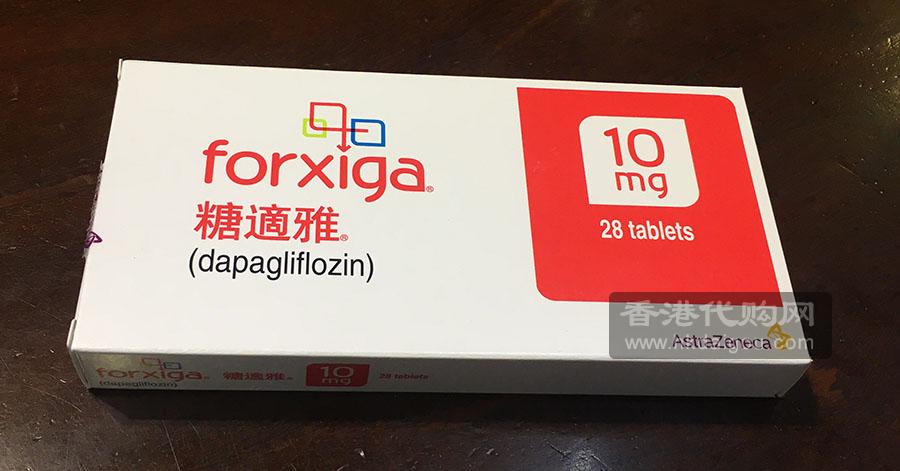 forxiga®
糖適雅®
(dapagliflozin)
10
mg
28 tablets
香港代购网
AstraZeneca
forxiga®
糖適雅®
10
mg
28 tablets
(dapagliflozin)